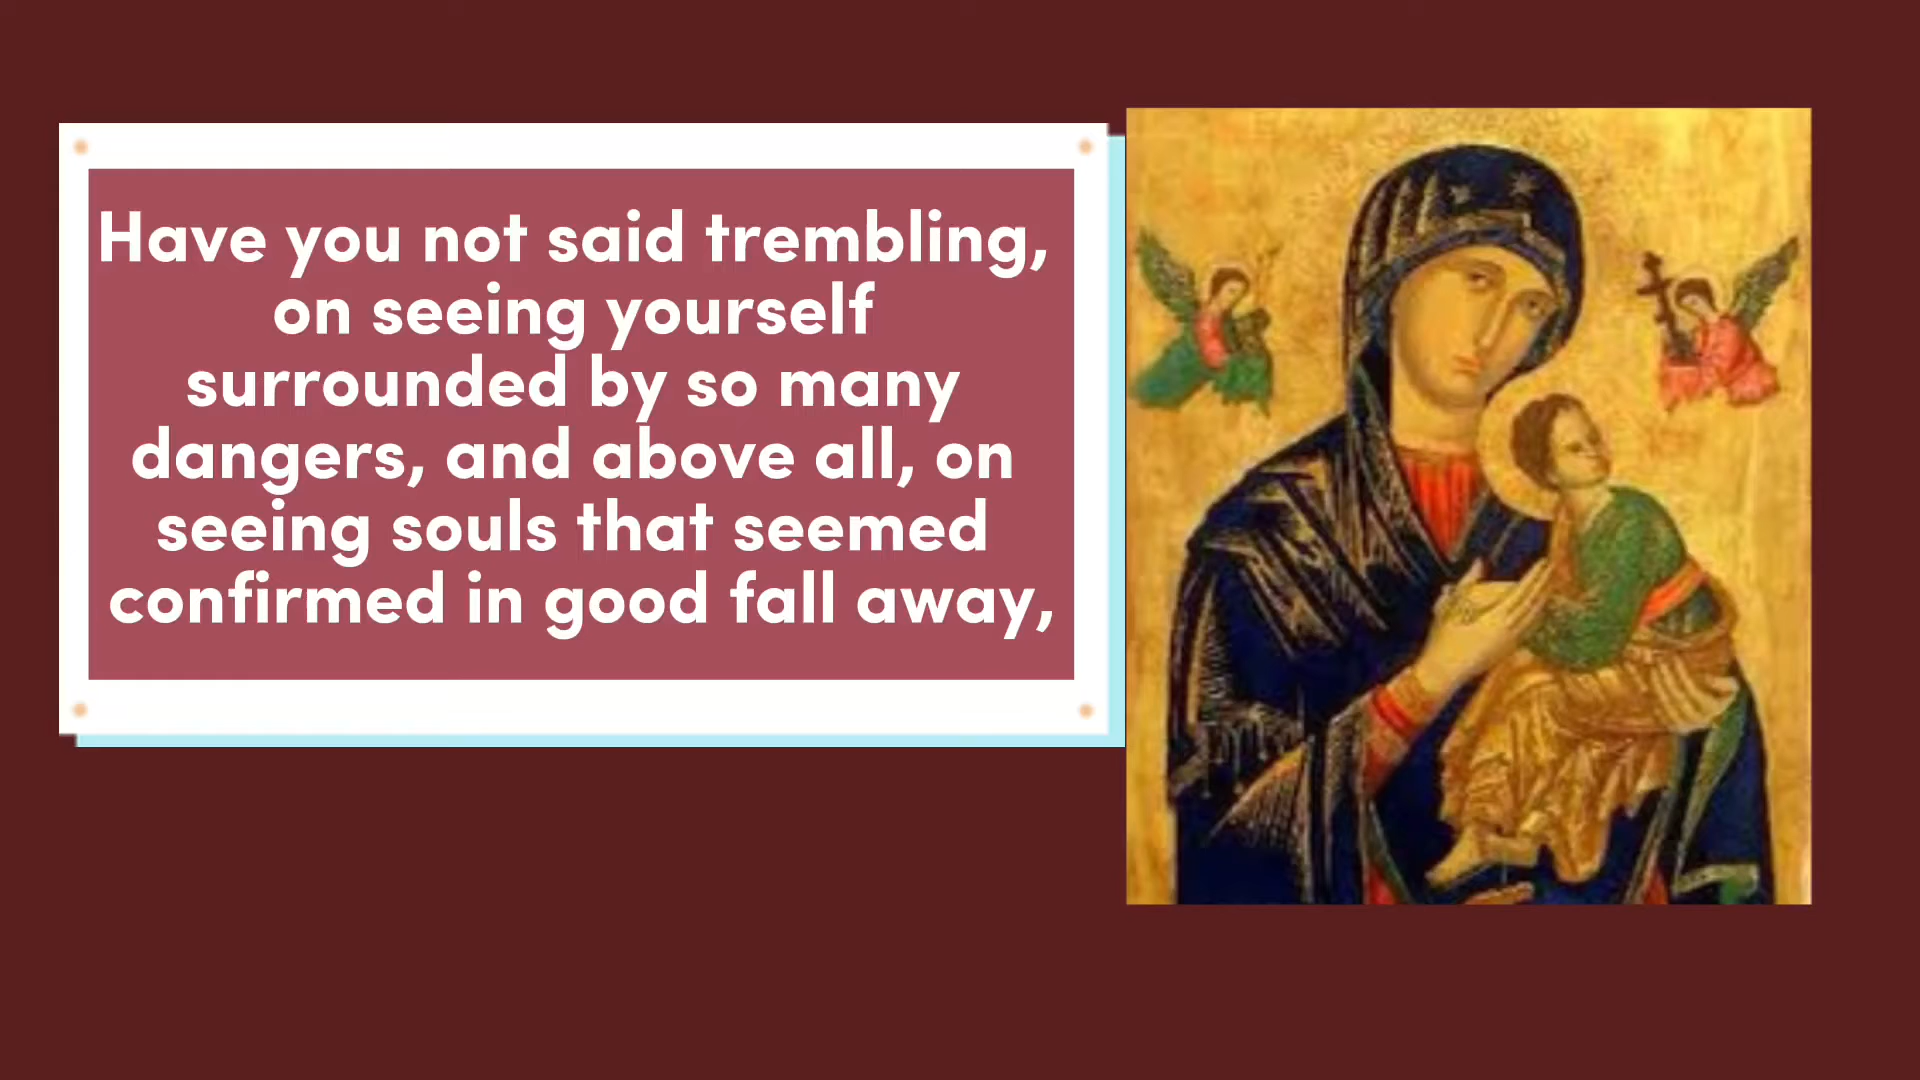 Have you not said trembling,
on seeing yourself
surrounded by so many
dangers, and above all, on
seeing souls that seemed
confirmed in good fall away,